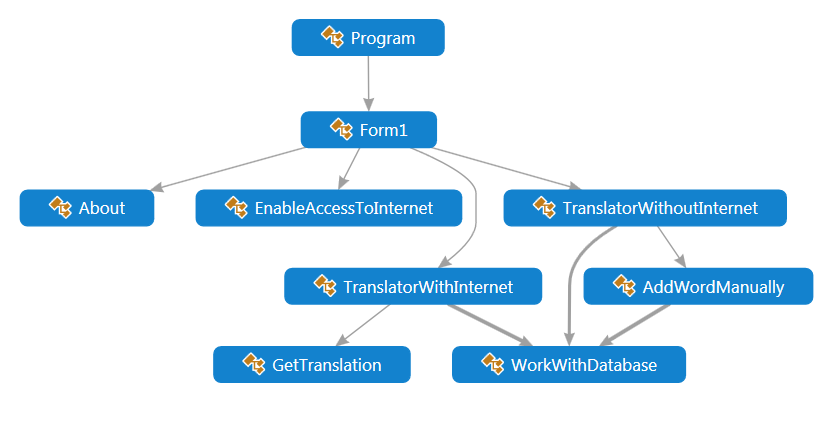 Program
Form1
About
EnableAccessToInternet
TranslatorWithoutInternet
TranslatorWithInternet
AddWordManually
GetTranslation
WorkWithDatabase